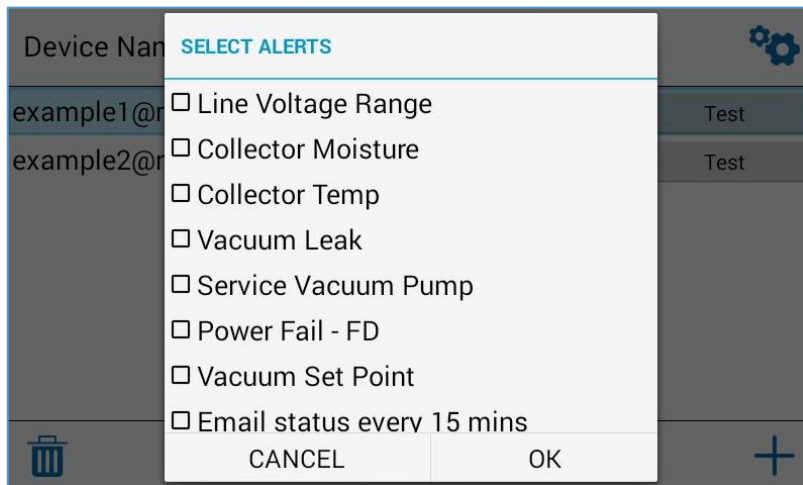 Device Nan
SELECT ALERTS
example1@r
Line Voltage Range
Test
Collector Moisture
example2@r
Test
Collector Temp
Vacuum Leak
Service Vacuum Pump
Power Fail - FD
Vacuum Set Point
Email status every 15 mins
CANCEL
OK